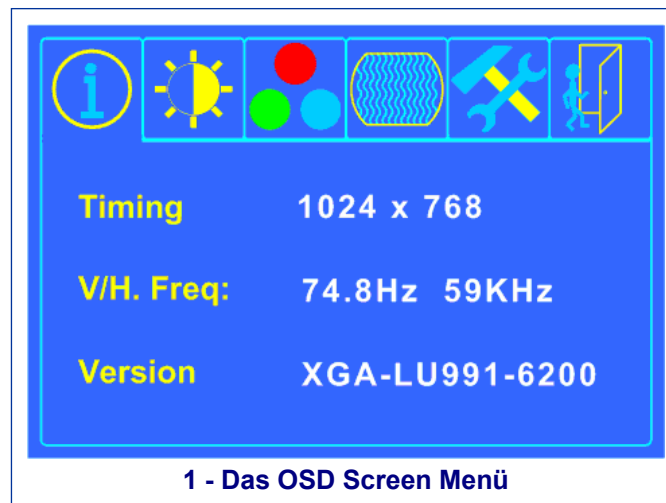 Timing 1024 x 768
V/H. Freq: 74.8Hz 59KHz
Version XGA-LU991-6200
1 - Das OSD Screen Menü